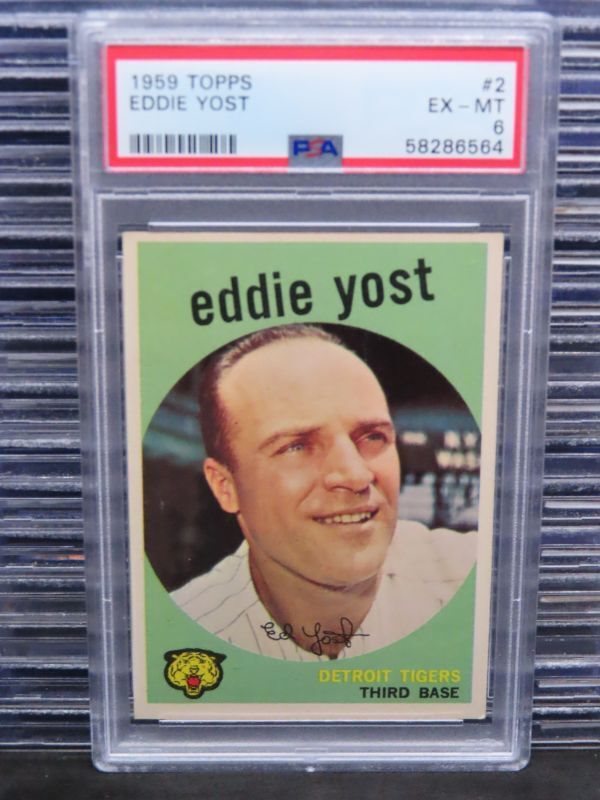 1959 TOPPS #2
EDDIE YOST EX - MT
6
PSA 58286564
eddie yost
Ed Yost
DETROIT TIGERS
THIRD BASE